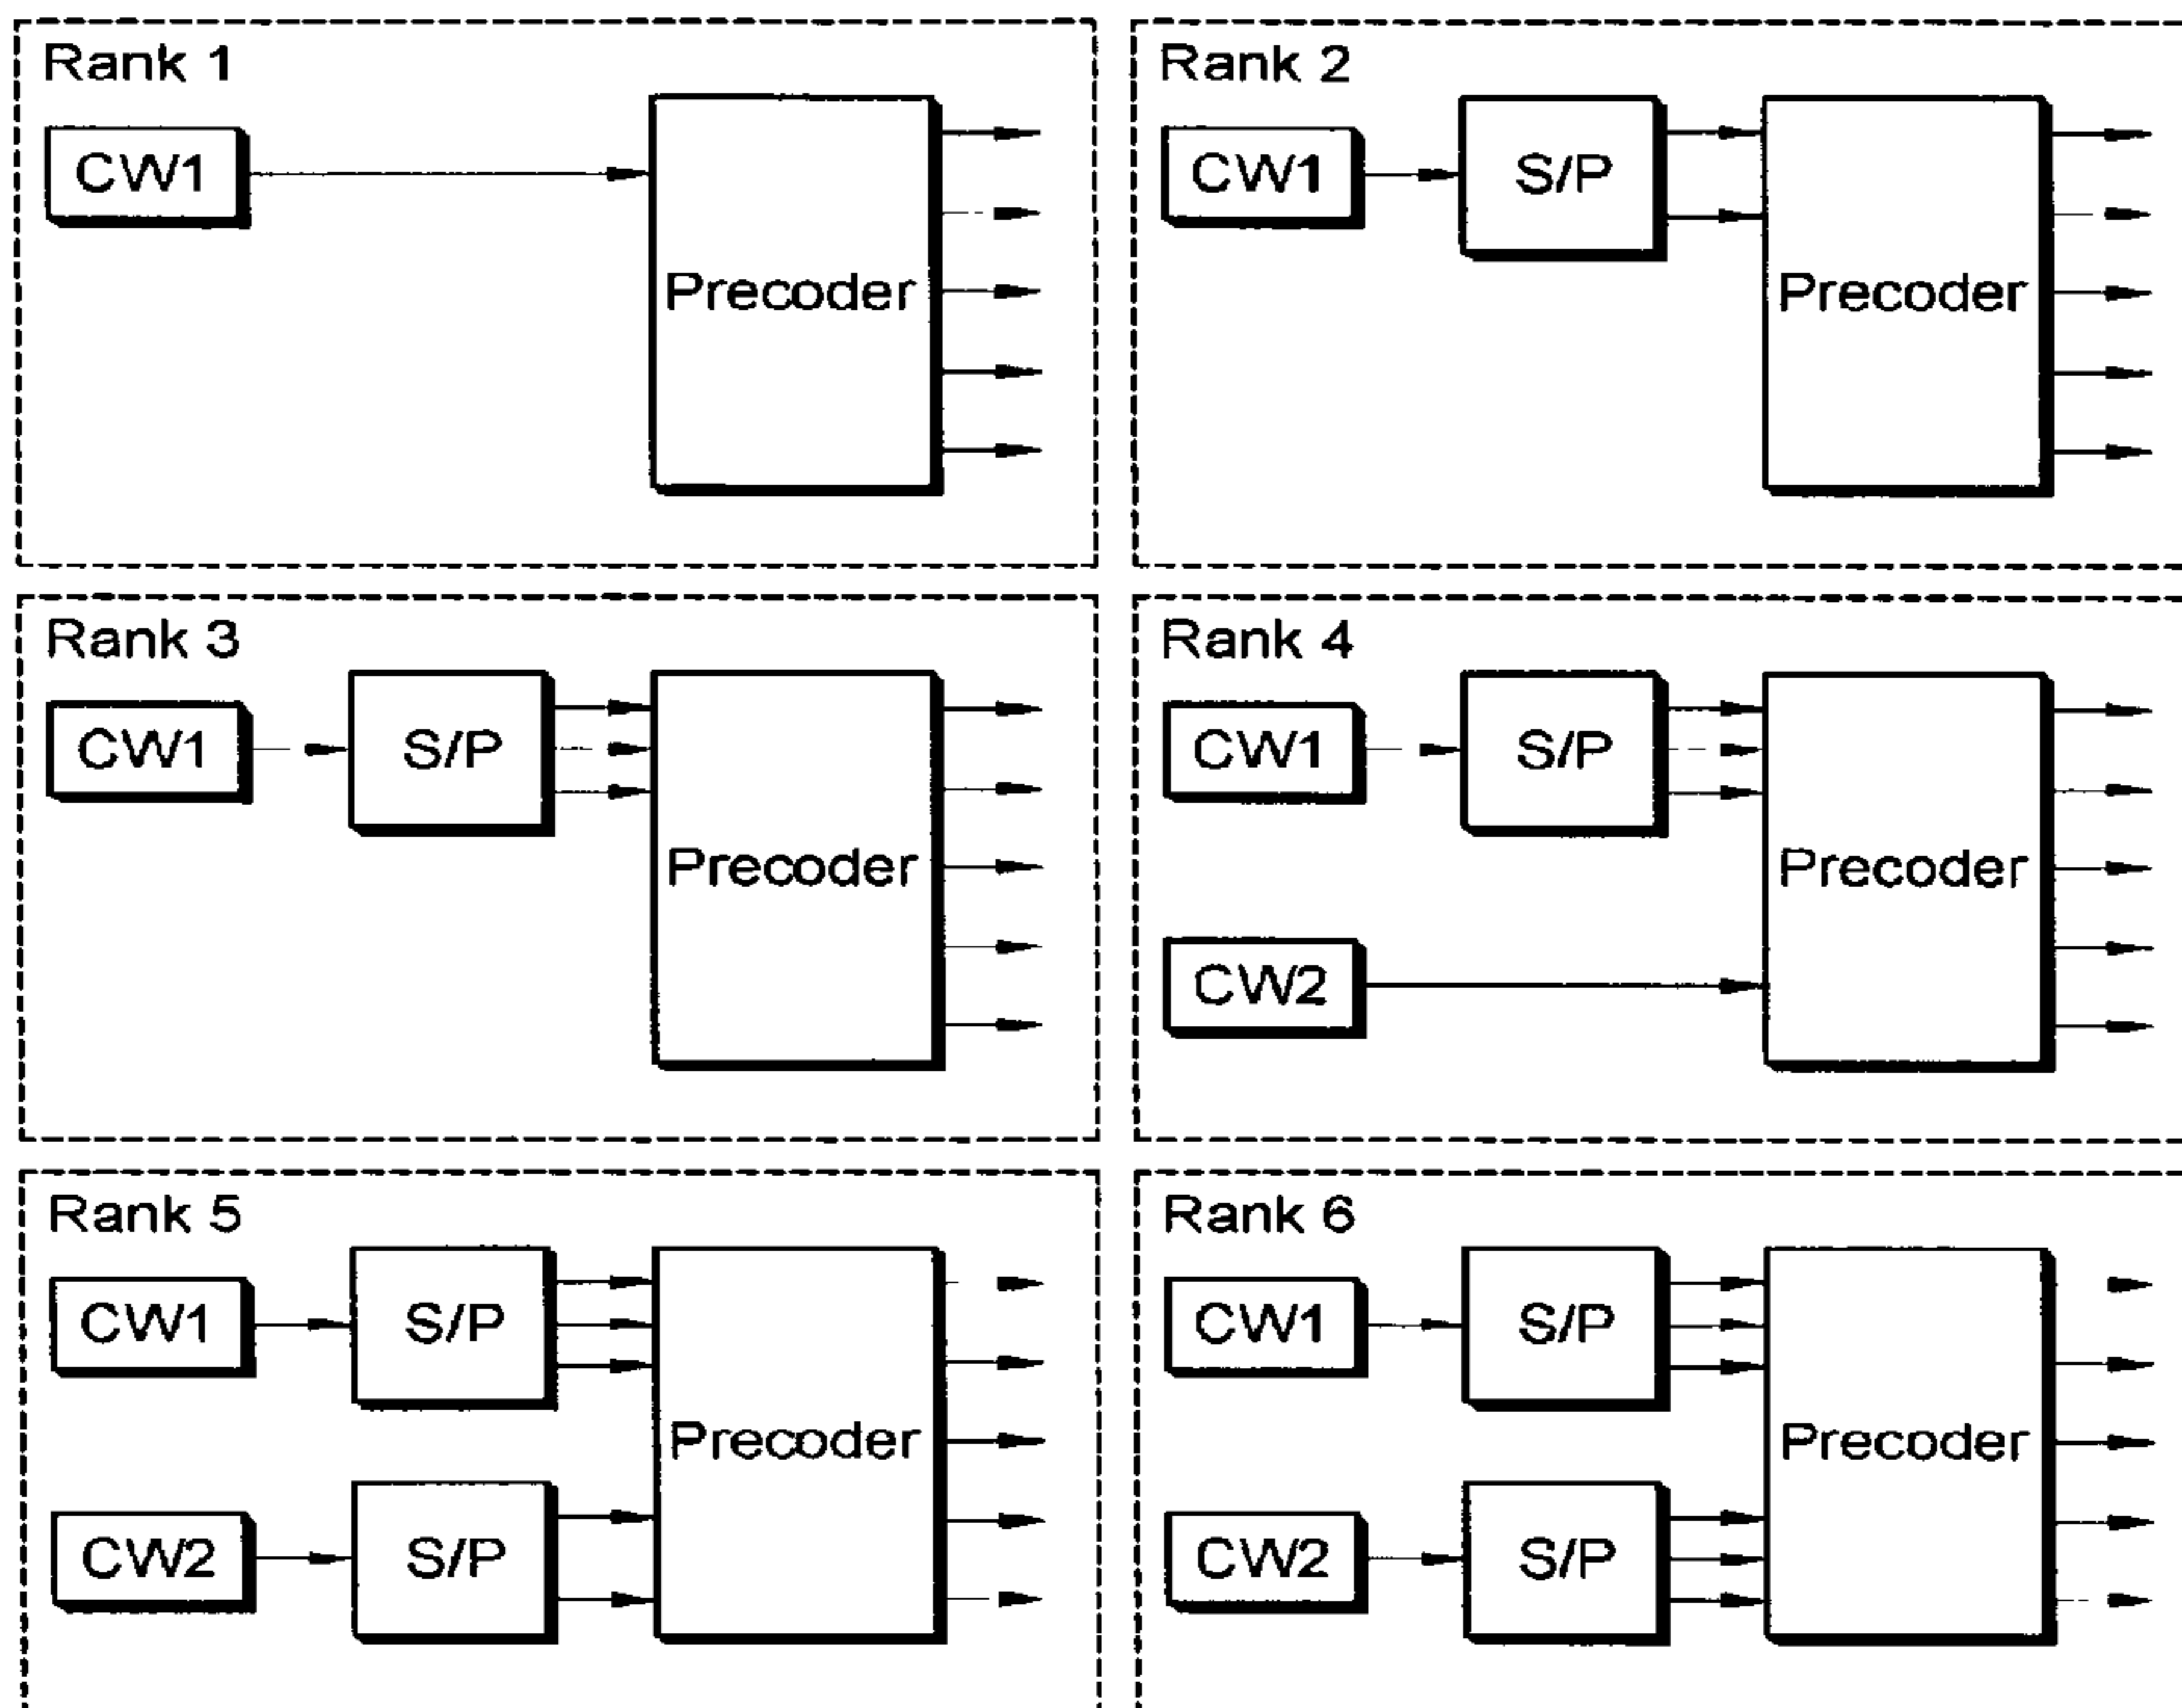 Rank 1
CW1
Precoder
Rank 2
CW1
S/P
Precoder
Rank 3
CW1
S/P
Precoder
Rank 4
CW1
S/P
Precoder
CW2
Rank 5
CW1
S/P
Precoder
CW2
S/P
Rank 6
CW1
S/P
Precoder
CW2
S/P